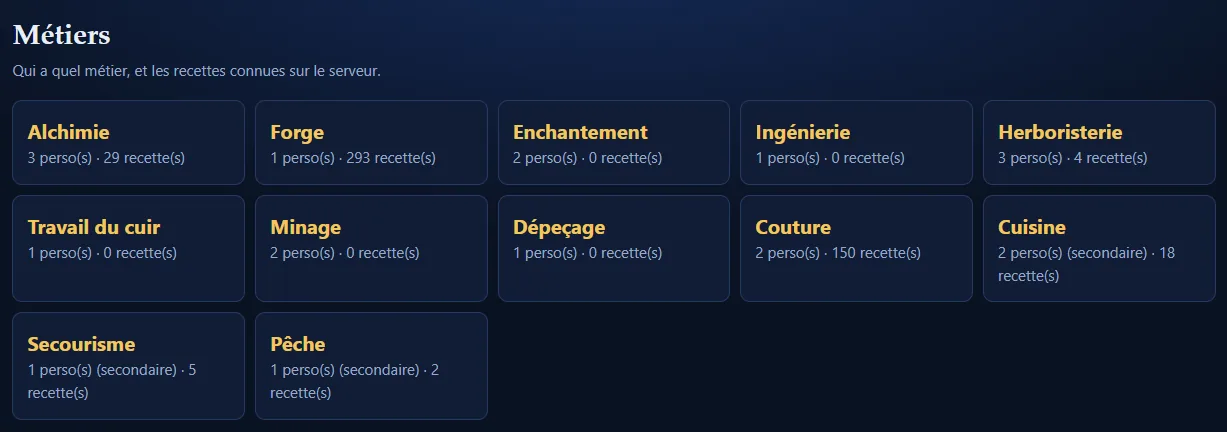 Métiers
Qui a quel métier, et les recettes connues sur le serveur.
Alchimie
3 perso(s) · 29 recette(s)
Forge
1 perso(s) · 293 recette(s)
Enchantement
2 perso(s) · 0 recette(s)
Ingénierie
1 perso(s) · 0 recette(s)
Herboristerie
3 perso(s) · 4 recette(s)
Travail du cuir
1 perso(s) · 0 recette(s)
Minage
2 perso(s) · 0 recette(s)
Dépeçage
1 perso(s) · 0 recette(s)
Couture
2 perso(s) · 150 recette(s)
Cuisine
2 perso(s) (secondaire) · 18
recette(s)
Secourisme
1 perso(s) (secondaire) · 5
recette(s)
Pêche
1 perso(s) (secondaire) · 2
recette(s)